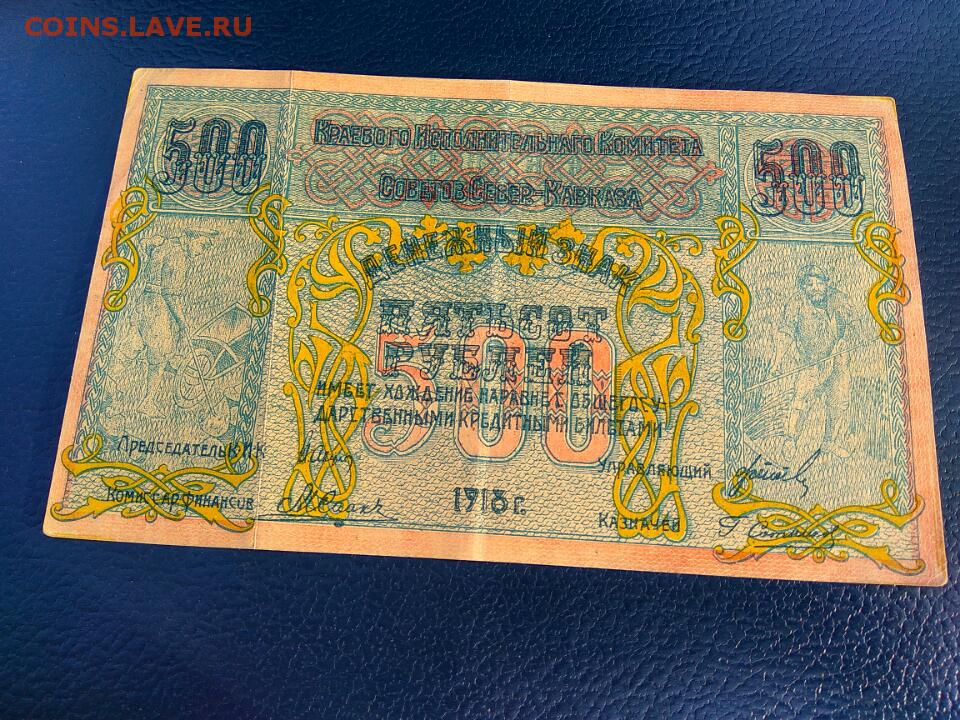 COINS.LAVE.RU
500
500
Краевого Исполнительнаго Комитета
Советов Север-Кавказа
Денежный знак
Пятьсот
рублей
500
имеет хождение наравне с общегосу-
дарственными кредитными билетами
Председатель К.И.К
Управляющий
Комиссар финансов
1918 г.
Казначей